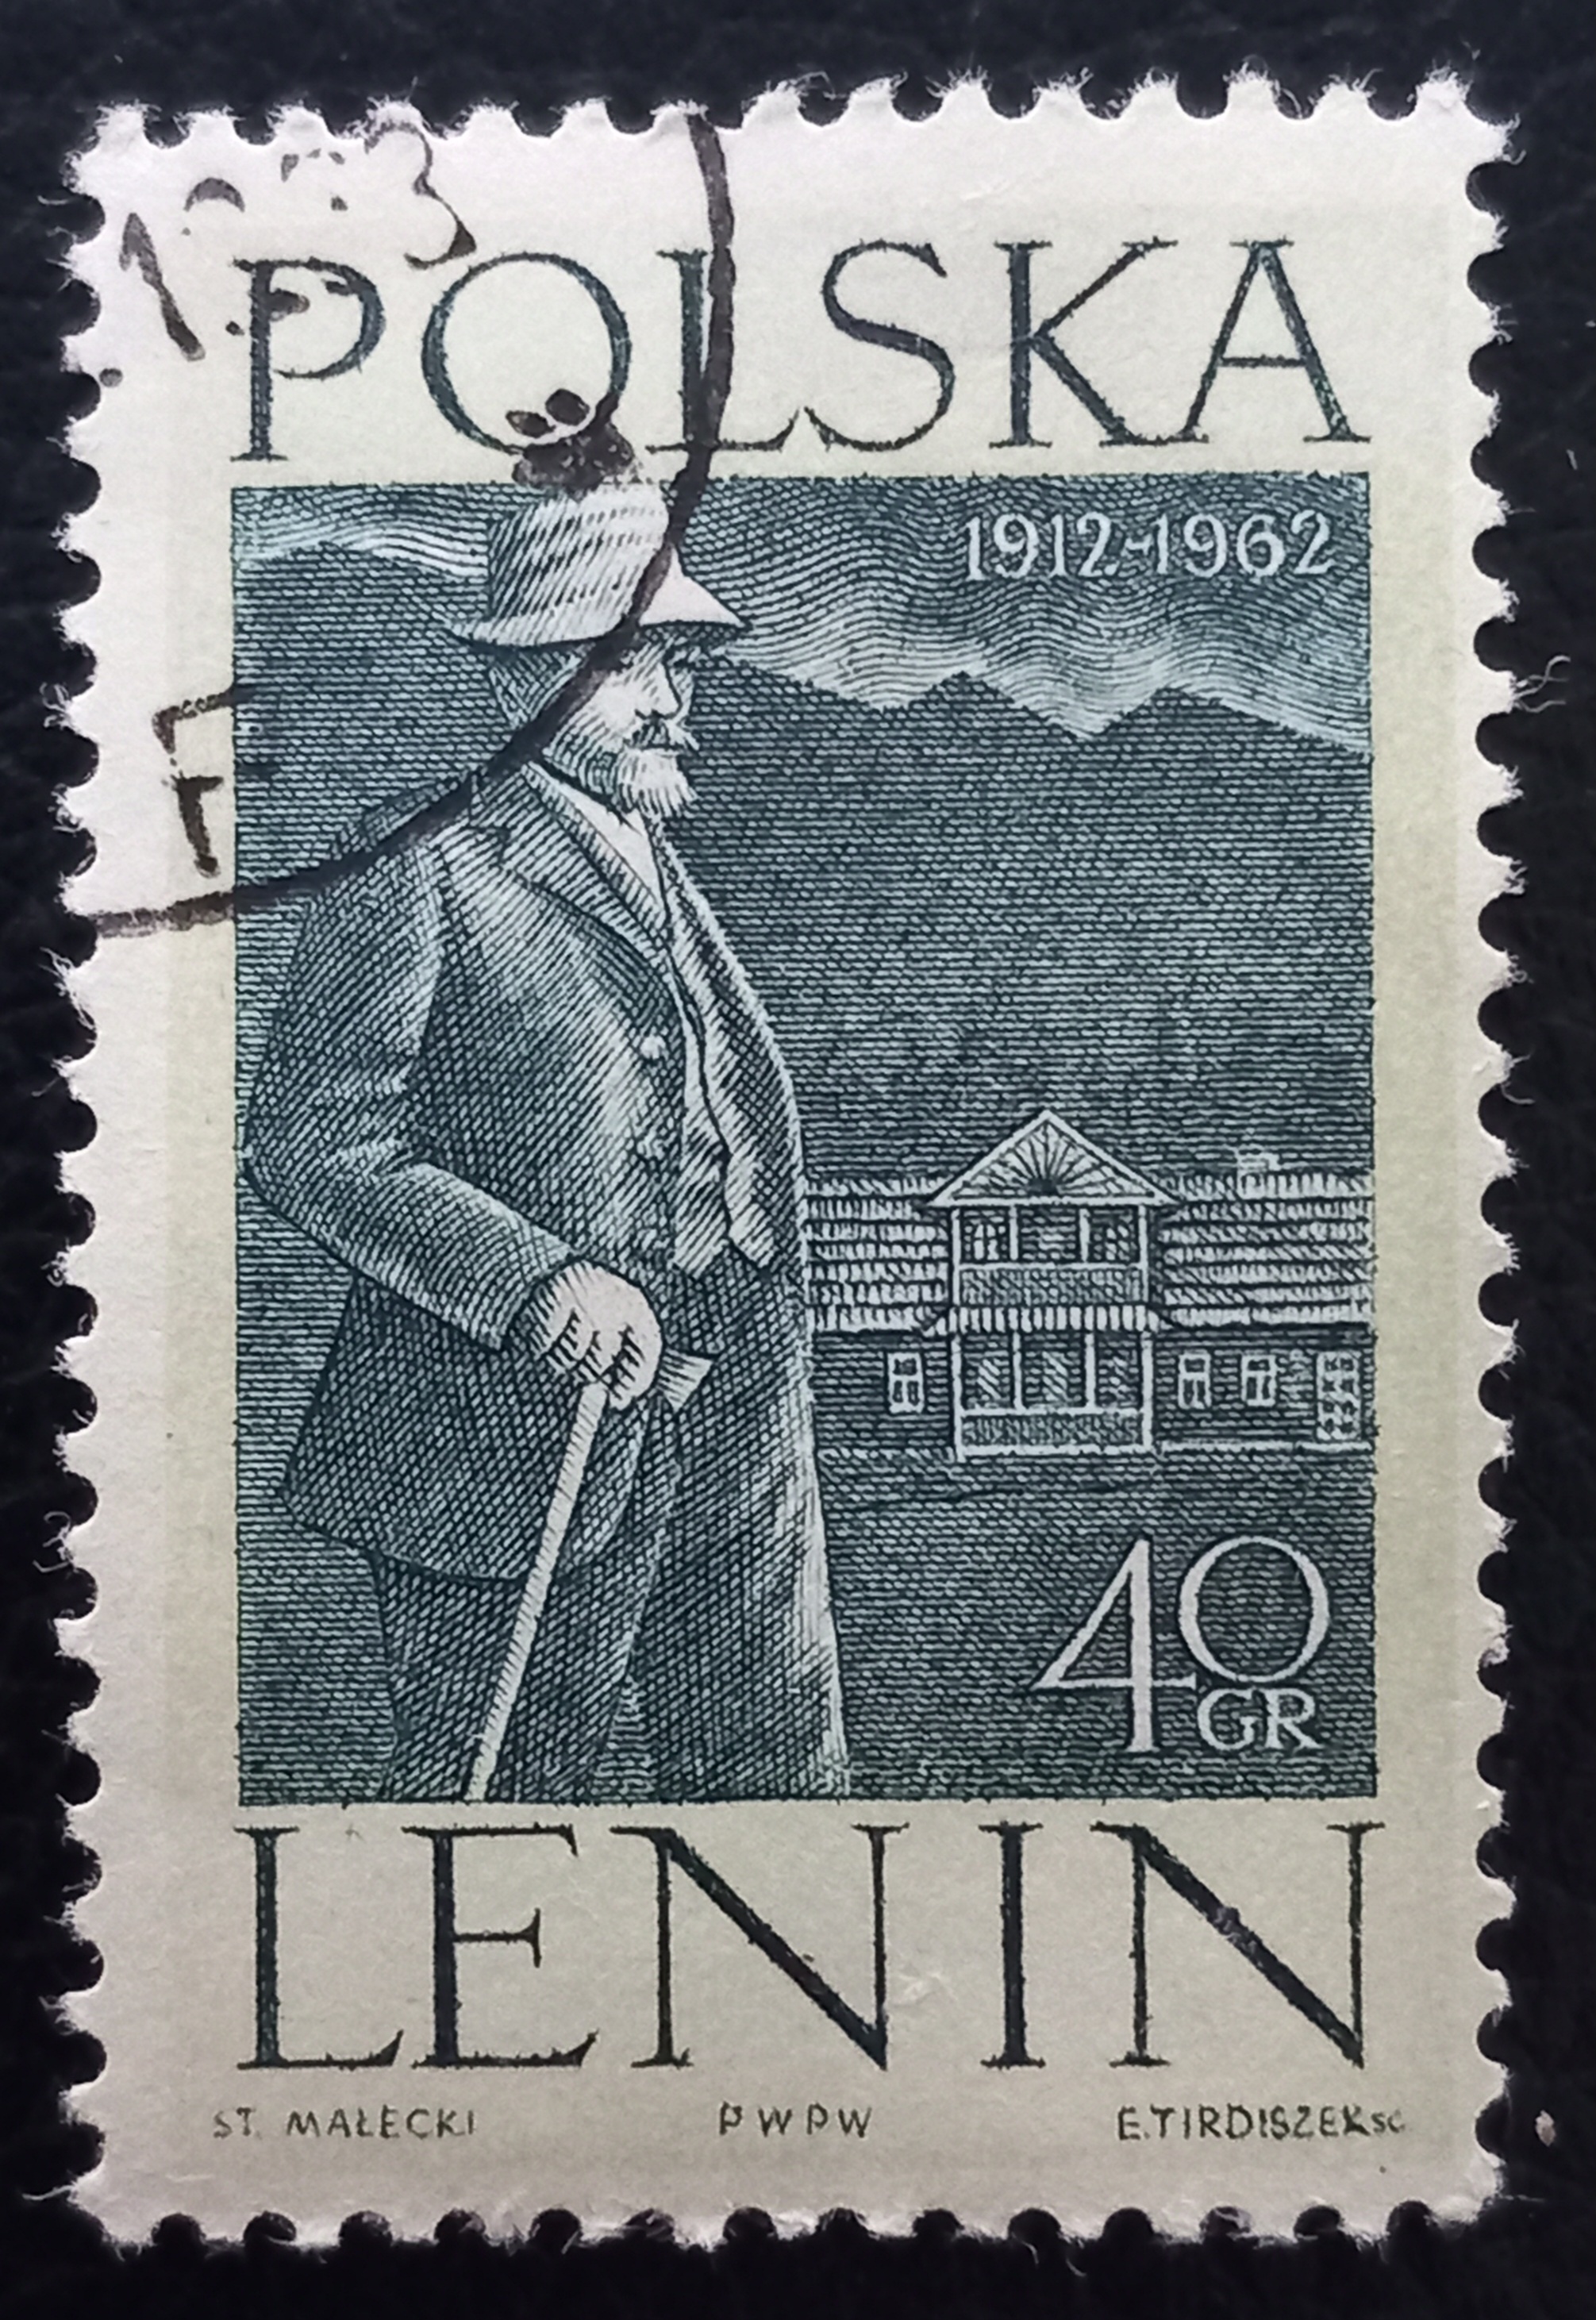 POLSKA
1912-1962
40
GR
LENIN
ST. MAŁECKI PWPW E.TIRDISZEK sc.